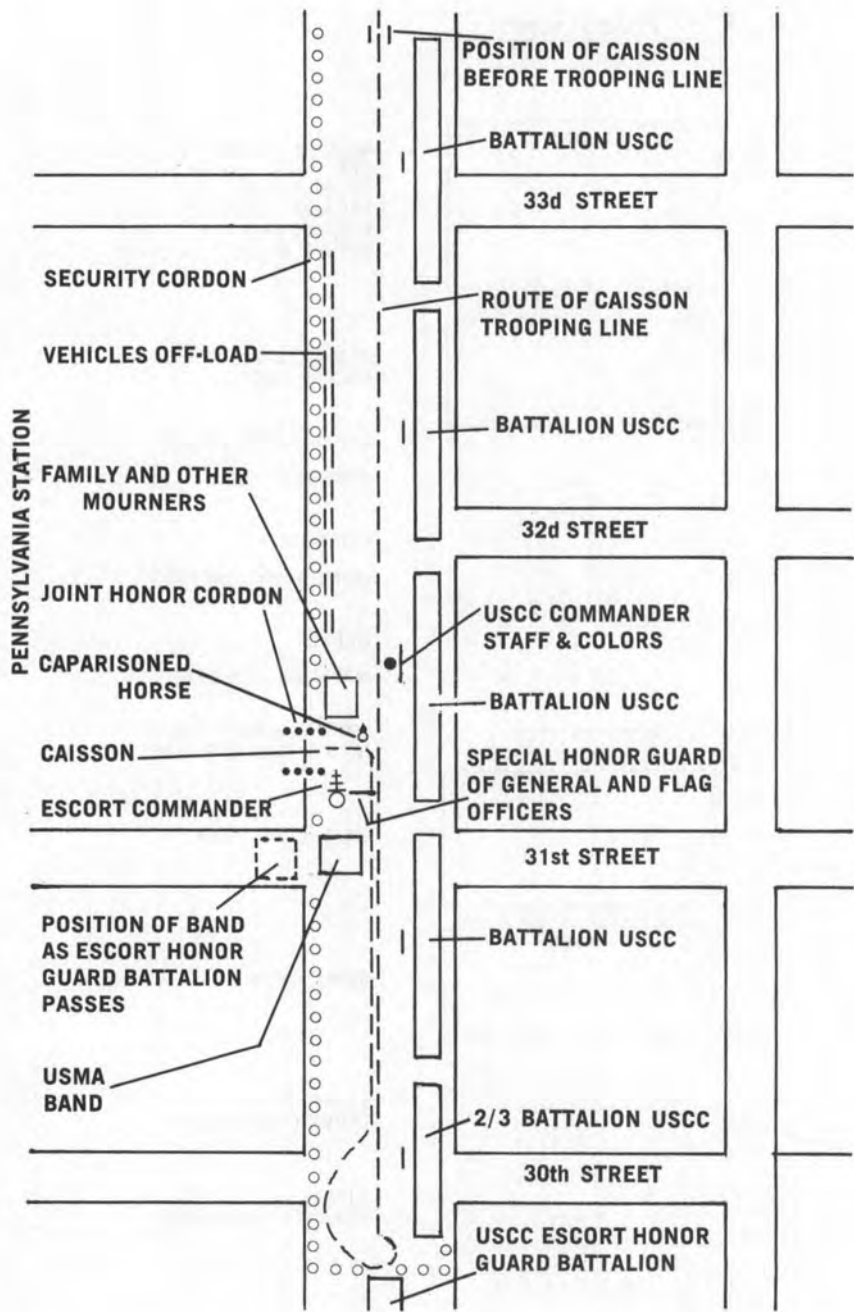 POSITION OF CAISSON
BEFORE TROOPING LINE
BATTALION USCC
33d STREET
SECURITY CORDON
ROUTE OF CAISSON
TROOPING LINE
VEHICLES OFF-LOAD
BATTALION USCC
PENNSYLVANIA STATION
FAMILY AND OTHER
MOURNERS
32d STREET
JOINT HONOR CORDON
USCC COMMANDER
STAFF & COLORS
CAPARISONED
HORSE
BATTALION USCC
CAISSON
SPECIAL HONOR GUARD
OF GENERAL AND FLAG
OFFICERS
ESCORT COMMANDER
31st STREET
POSITION OF BAND
AS ESCORT HONOR
GUARD BATTALION
PASSES
BATTALION USCC
USMA
BAND
2/3 BATTALION USCC
30th STREET
USCC ESCORT HONOR
GUARD BATTALION